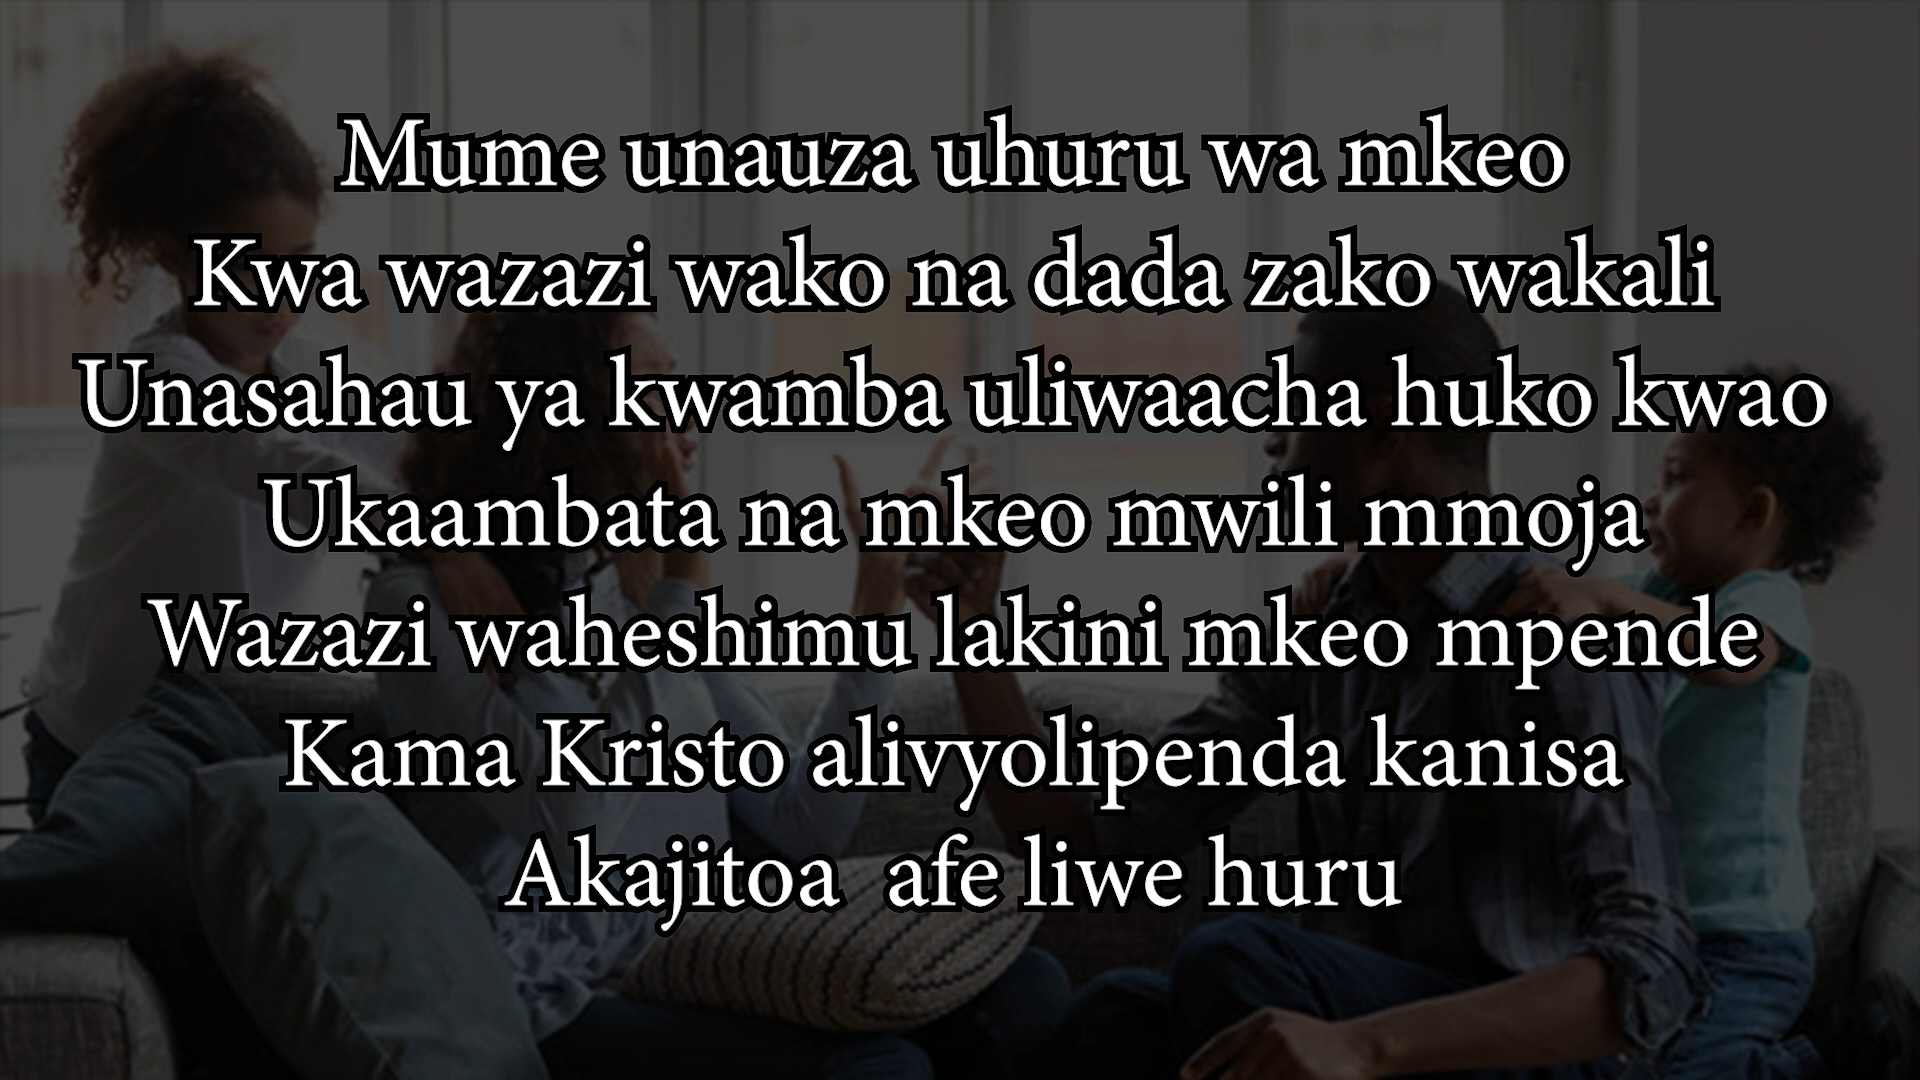 Mume unauza uhuru wa mkeo
Kwa wazazi wako na dada zako wakali
Unasahau ya kwamba uliwaacha huko kwao
Ukaambata na mkeo mwili mmoja
Wazazi waheshimu lakini mkeo mpende
Kama Kristo alivyolipenda kanisa
Akajitoa  afe liwe huru